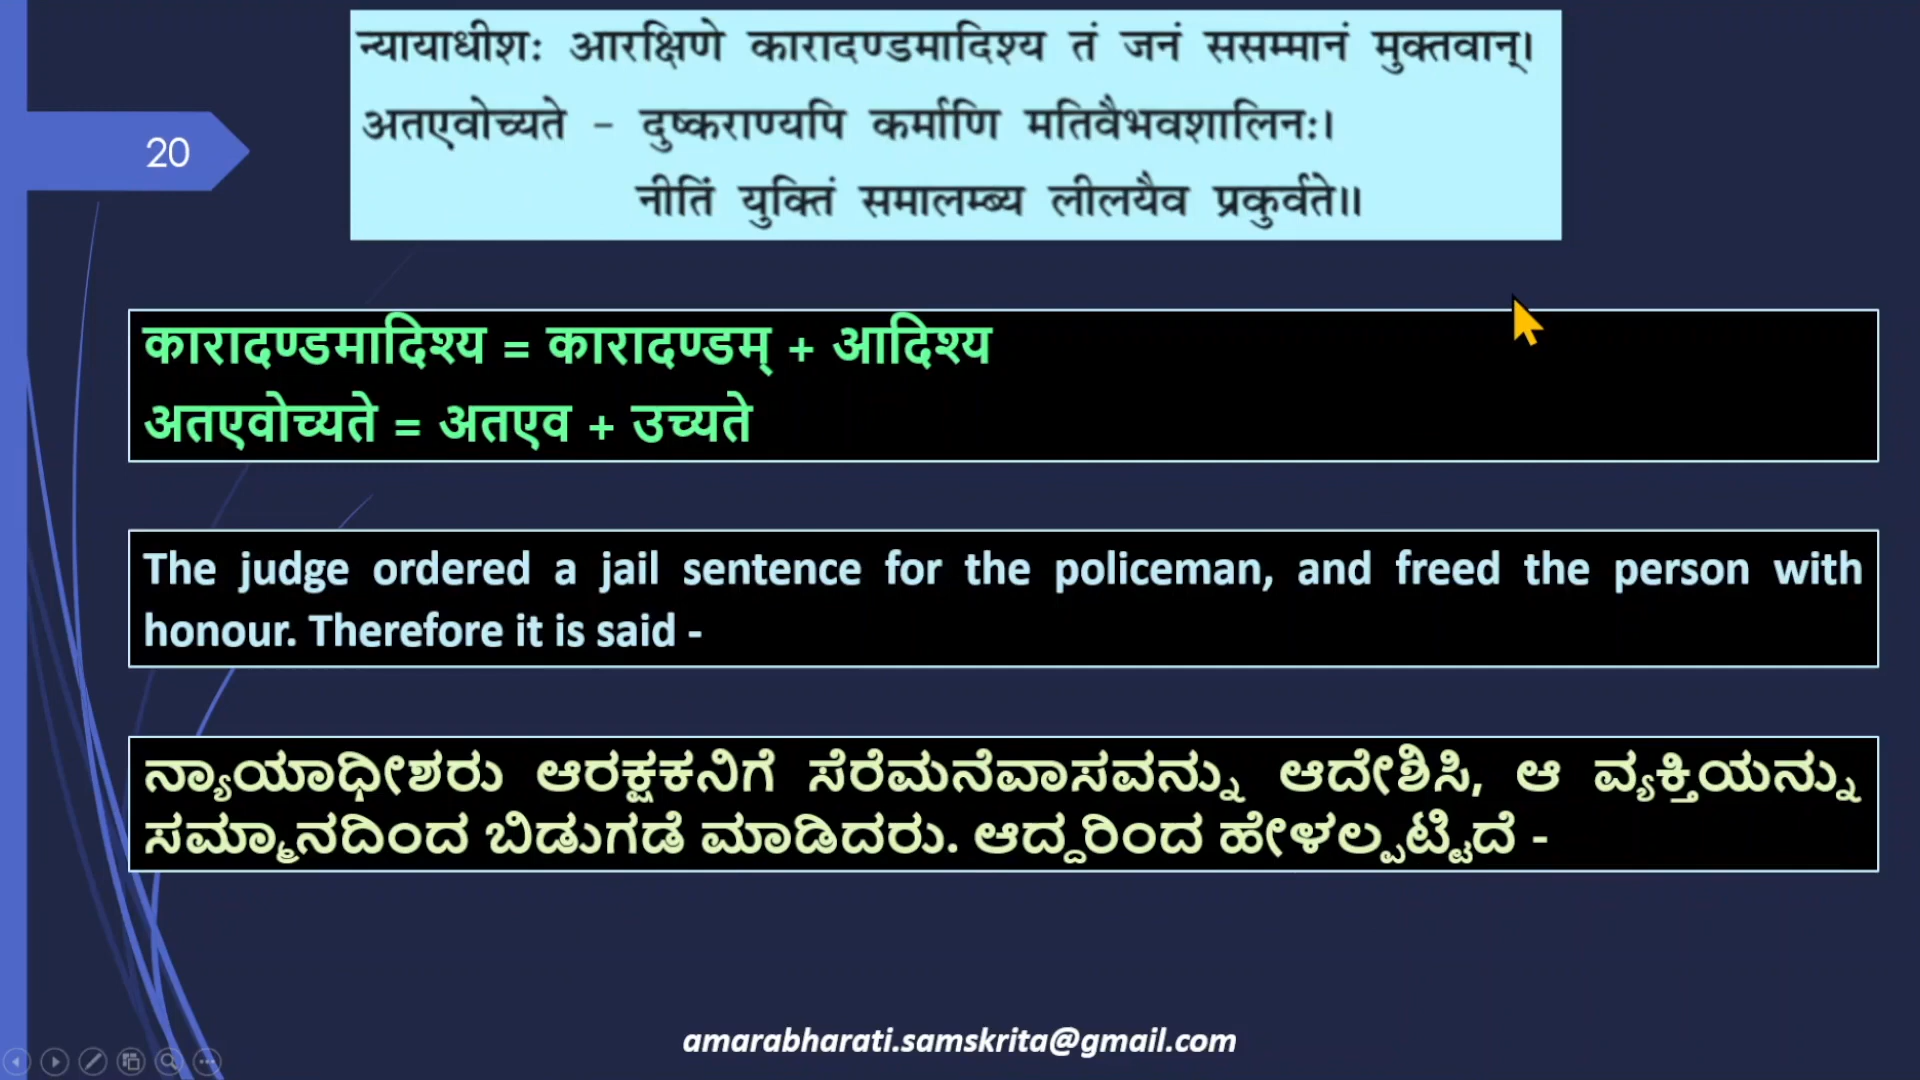 न्यायाधीशः आरक्षिणे कारादण्डमादिश्य तं जनं ससम्मानं मुक्तवान्।
अतएवोच्यते - दुष्कराण्यपि कर्माणि मतिवैभवशालिनः।
नीतिं युक्तिं समालम्ब्य लीलयैव प्रकुर्वते॥
20
कारादण्डमादिश्य = कारादण्डम् + आदिश्य
अतएवोच्यते = अतएव + उच्यते
The judge ordered a jail sentence for the policeman, and freed the person with
honour. Therefore it is said -
ನ್ಯಾಯಾಧೀಶರು ಆರಕ್ಷಕನಿಗೆ ಸೆರೆಮನೆವಾಸವನ್ನು ಆದೇಶಿಸಿ, ಆ ವ್ಯಕ್ತಿಯನ್ನು
ಸಮ್ಮಾನದಿಂದ ಬಿಡುಗಡೆ ಮಾಡಿದರು. ಆದ್ದರಿಂದ ಹೇಳಲ್ಪಟ್ಟಿದೆ -
amarabharati.samskrita@gmail.com